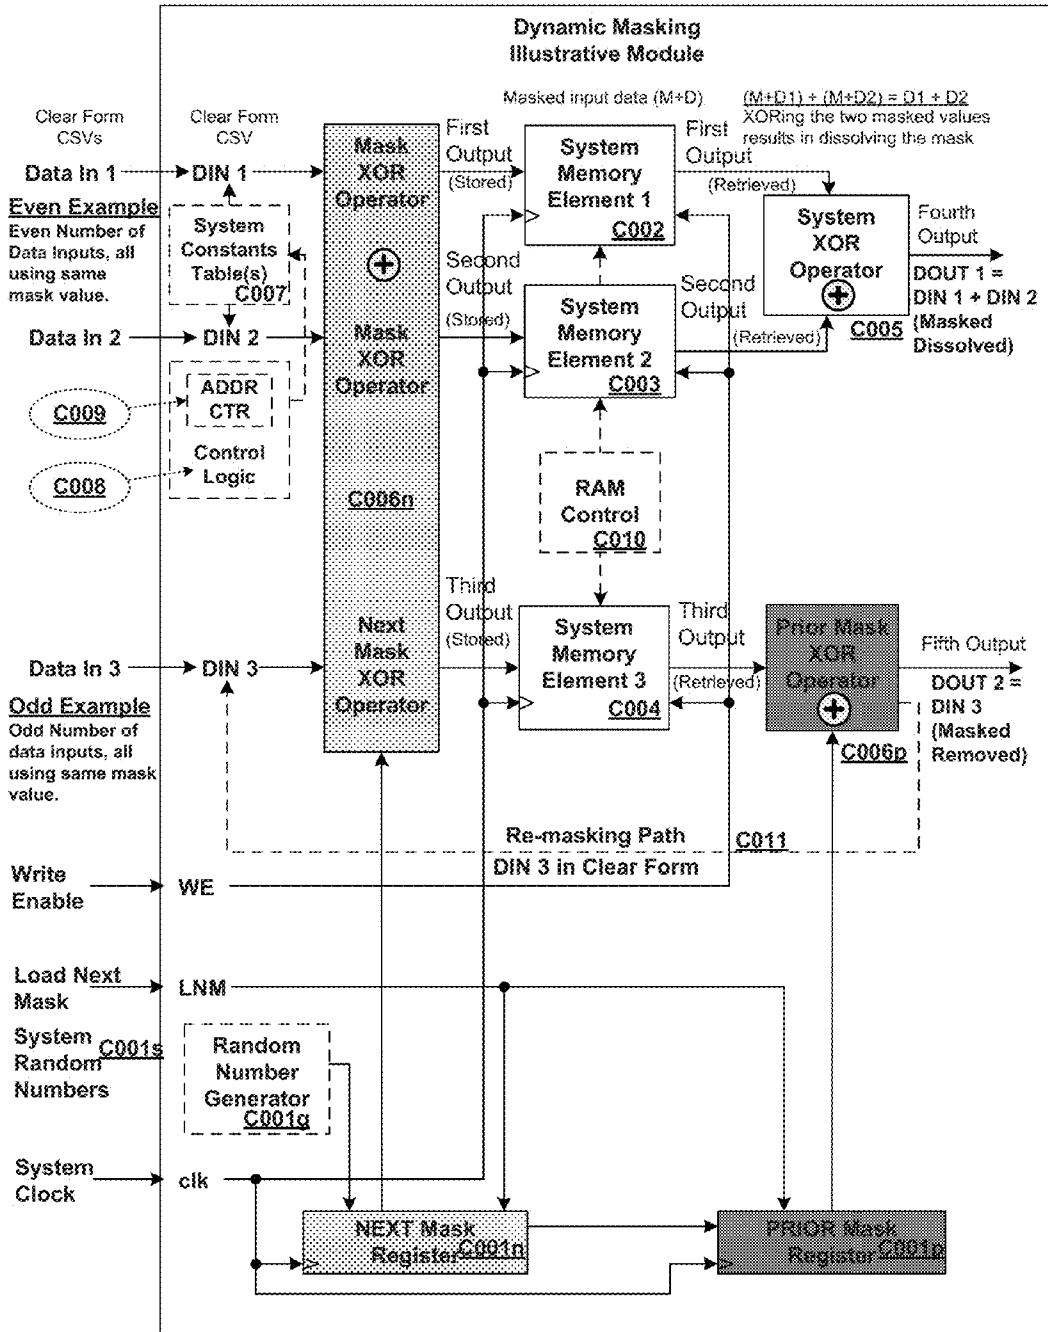 Dynamic Masking
Illustrative Module
Masked input data (M+D)
(M+D1) + (M+D2) = D1 + D2
XORing the two masked values
results in dissolving the mask
Clear Form
CSVs
Clear Form
CSV
Data In 1
DIN 1
Mask
XOR
Operator
First
Output
(Stored)
System
Memory
Element 1
C002
First
Output
(Retrieved)
Even Example
Even Number of
Data Inputs, all
using same
mask value.
System
Constants
Table(s)
C007
Second
Output
(Stored)
Second
Output
(Retrieved)
System
XOR
Operator
C005
Fourth
Output
DOUT 1 =
DIN 1 + DIN 2
(Masked
Dissolved)
Data In 2
DIN 2
Mask
XOR
Operator
System
Memory
Element 2
C003
C009
ADDR
CTR
C008
Control
Logic
C006n
RAM
Control
C010
Data In 3
DIN 3
Next
Mask
XOR
Operator
Third
Output
(Stored)
System
Memory
Element 3
C004
Third
Output
(Retrieved)
Prior Mask
XOR
Operator
C006p
Fifth Output
DOUT 2 =
DIN 3
(Masked
Removed)
Odd Example
Odd Number of
data inputs, all
using same mask
value.
Re-masking Path
C011
DIN 3 in Clear Form
Write
Enable
WE
Load Next
Mask
LNM
System
Random
Numbers
C001s
Random
Number
Generator
C001g
System
Clock
clk
NEXT Mask
Register
C001n
PRIOR Mask
Register
C001p